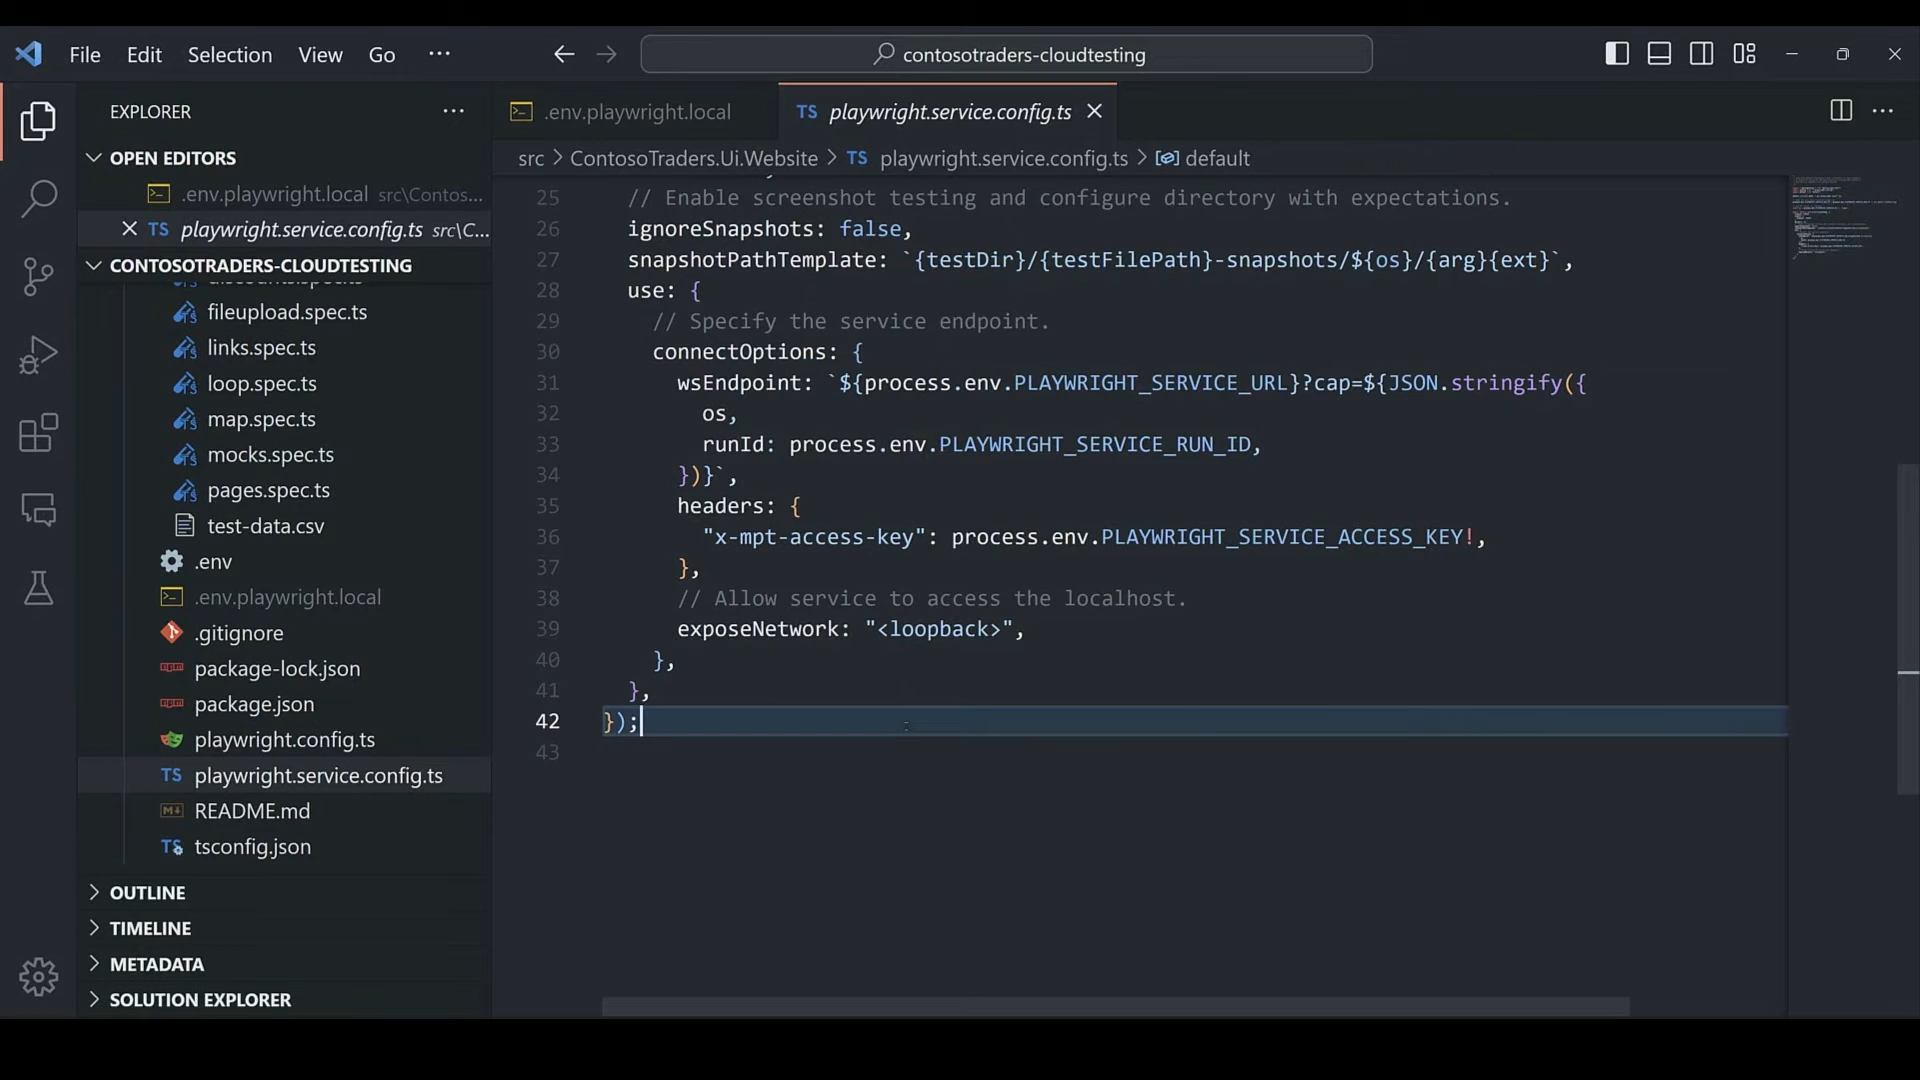 File Edit Selection View Go ···
contosotraders-cloudtesting
EXPLORER ···
OPEN EDITORS
.env.playwright.local src\Contos...
TS playwright.service.config.ts src\C...
CONTOSOTRADERS-CLOUDTESTING
discounts.spec.ts
fileupload.spec.ts
links.spec.ts
loop.spec.ts
map.spec.ts
mocks.spec.ts
pages.spec.ts
test-data.csv
.env
.env.playwright.local
.gitignore
package-lock.json
package.json
playwright.config.ts
TS playwright.service.config.ts
README.md
TS tsconfig.json
OUTLINE
TIMELINE
METADATA
SOLUTION EXPLORER
.env.playwright.local
TS playwright.service.config.ts
src > ContosoTraders.Ui.Website > TS playwright.service.config.ts > default
25 // Enable screenshot testing and configure directory with expectations.
26 ignoreSnapshots: false,
27 snapshotPathTemplate: `{testDir}/{testFilePath}-snapshots/${os}/{arg}{ext}`,
28 use: {
29 // Specify the service endpoint.
30 connectOptions: {
31 wsEndpoint: `${process.env.PLAYWRIGHT_SERVICE_URL}?cap=${JSON.stringify({
32 os,
33 runId: process.env.PLAYWRIGHT_SERVICE_RUN_ID,
34 })}`,
35 headers: {
36 "x-mpt-access-key": process.env.PLAYWRIGHT_SERVICE_ACCESS_KEY!,
37 },
38 // Allow service to access the localhost.
39 exposeNetwork: "<loopback>",
40 },
41 },
42 });
43